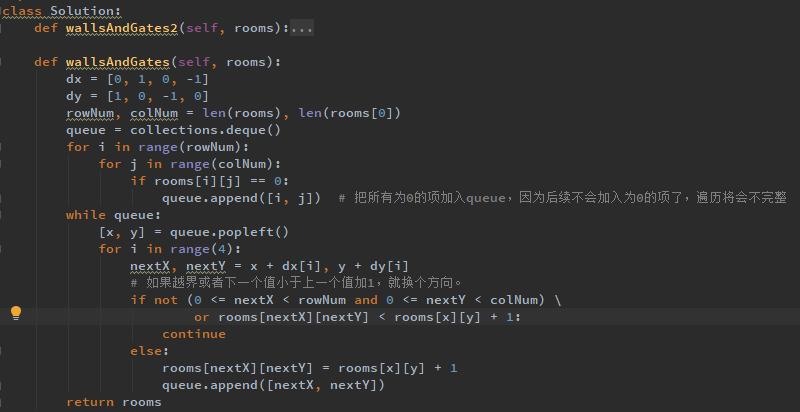 class Solution:
    def wallsAndGates2(self, rooms):...
    def wallsAndGates(self, rooms):
        dx = [0, 1, 0, -1]
        dy = [1, 0, -1, 0]
        rowNum, colNum = len(rooms), len(rooms[0])
        queue = collections.deque()
        for i in range(rowNum):
            for j in range(colNum):
                if rooms[i][j] == 0:
                    queue.append([i, j])  # 把所有为0的项加入queue，因为后续不会加入为0的项了，遍历将会不完整
        while queue:
            [x, y] = queue.popleft()
            for i in range(4):
                nextX, nextY = x + dx[i], y + dy[i]
                # 如果越界或者下一个值小于上一个值加1，就换个方向。
                if not (0 <= nextX < rowNum and 0 <= nextY < colNum) \
                        or rooms[nextX][nextY] < rooms[x][y] + 1:
                    continue
                else:
                    rooms[nextX][nextY] = rooms[x][y] + 1
                    queue.append([nextX, nextY])
        return rooms